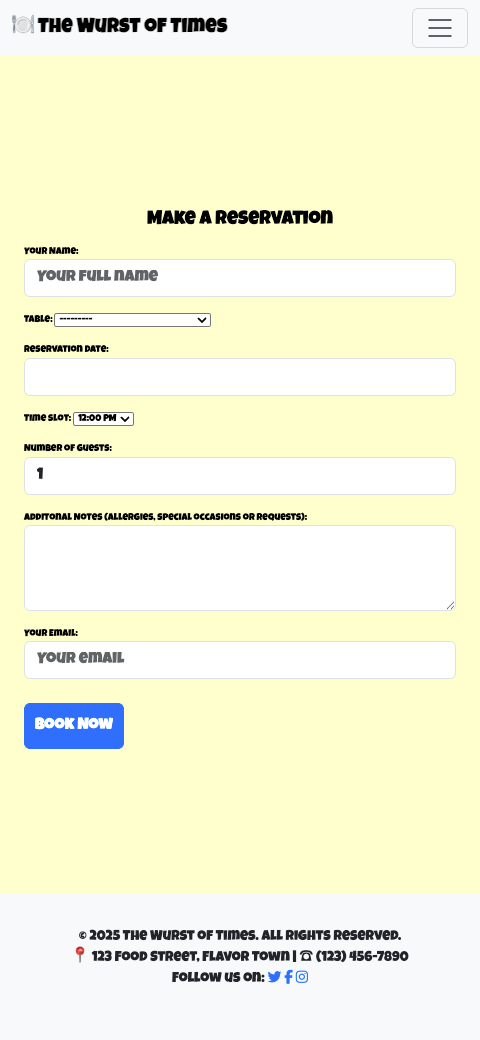 🍽️ The Wurst of Times
Make a Reservation
Your Name:
Your full name
Table: ---------
Reservation Date:
Time Slot: 12:00 PM
Number of Guests:
1
Additonal Notes (Allergies, Special Occasions or Requests):
Your Email:
Your email
Book Now
© 2025 The Wurst of Times. All Rights Reserved.
📍 123 Food Street, Flavor Town | ☎ (123) 456-7890
Follow us on: